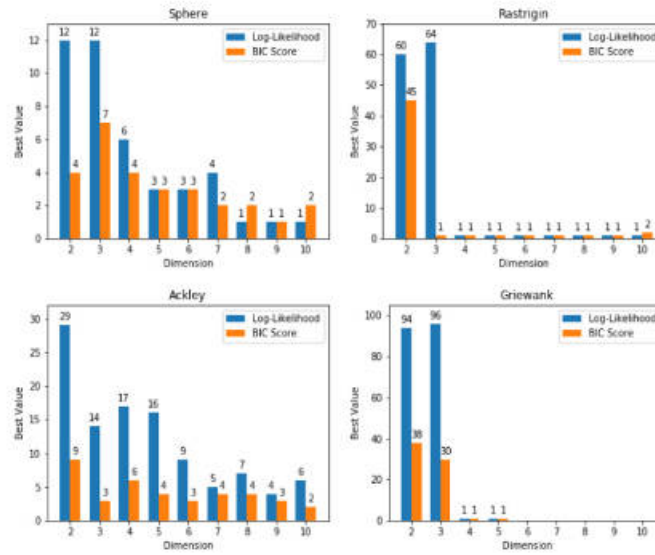 Sphere
Log-Likelihood
BIC Score
Best Value
12 12 6 3 3 4 1 1 1
4 7 4 3 3 2 2 1 2
0 2 4 6 8 10 12
2 3 4 5 6 7 8 9 10
Dimension
Rastrigin
Log-Likelihood
BIC Score
Best Value
60 64 1 1 1 1 1 1 1
45 1 1 1 1 1 1 1 2
0 10 20 30 40 50 60 70
2 3 4 5 6 7 8 9 10
Dimension
Ackley
Log-Likelihood
BIC Score
Best Value
29 14 17 16 9 5 7 4 6
9 3 6 4 3 4 4 3 2
0 5 10 15 20 25 30
2 3 4 5 6 7 8 9 10
Dimension
Griewank
Log-Likelihood
BIC Score
Best Value
94 96 1 1
38 30 1 1
0 20 40 60 80 100
2 3 4 5 6 7 8 9 10
Dimension